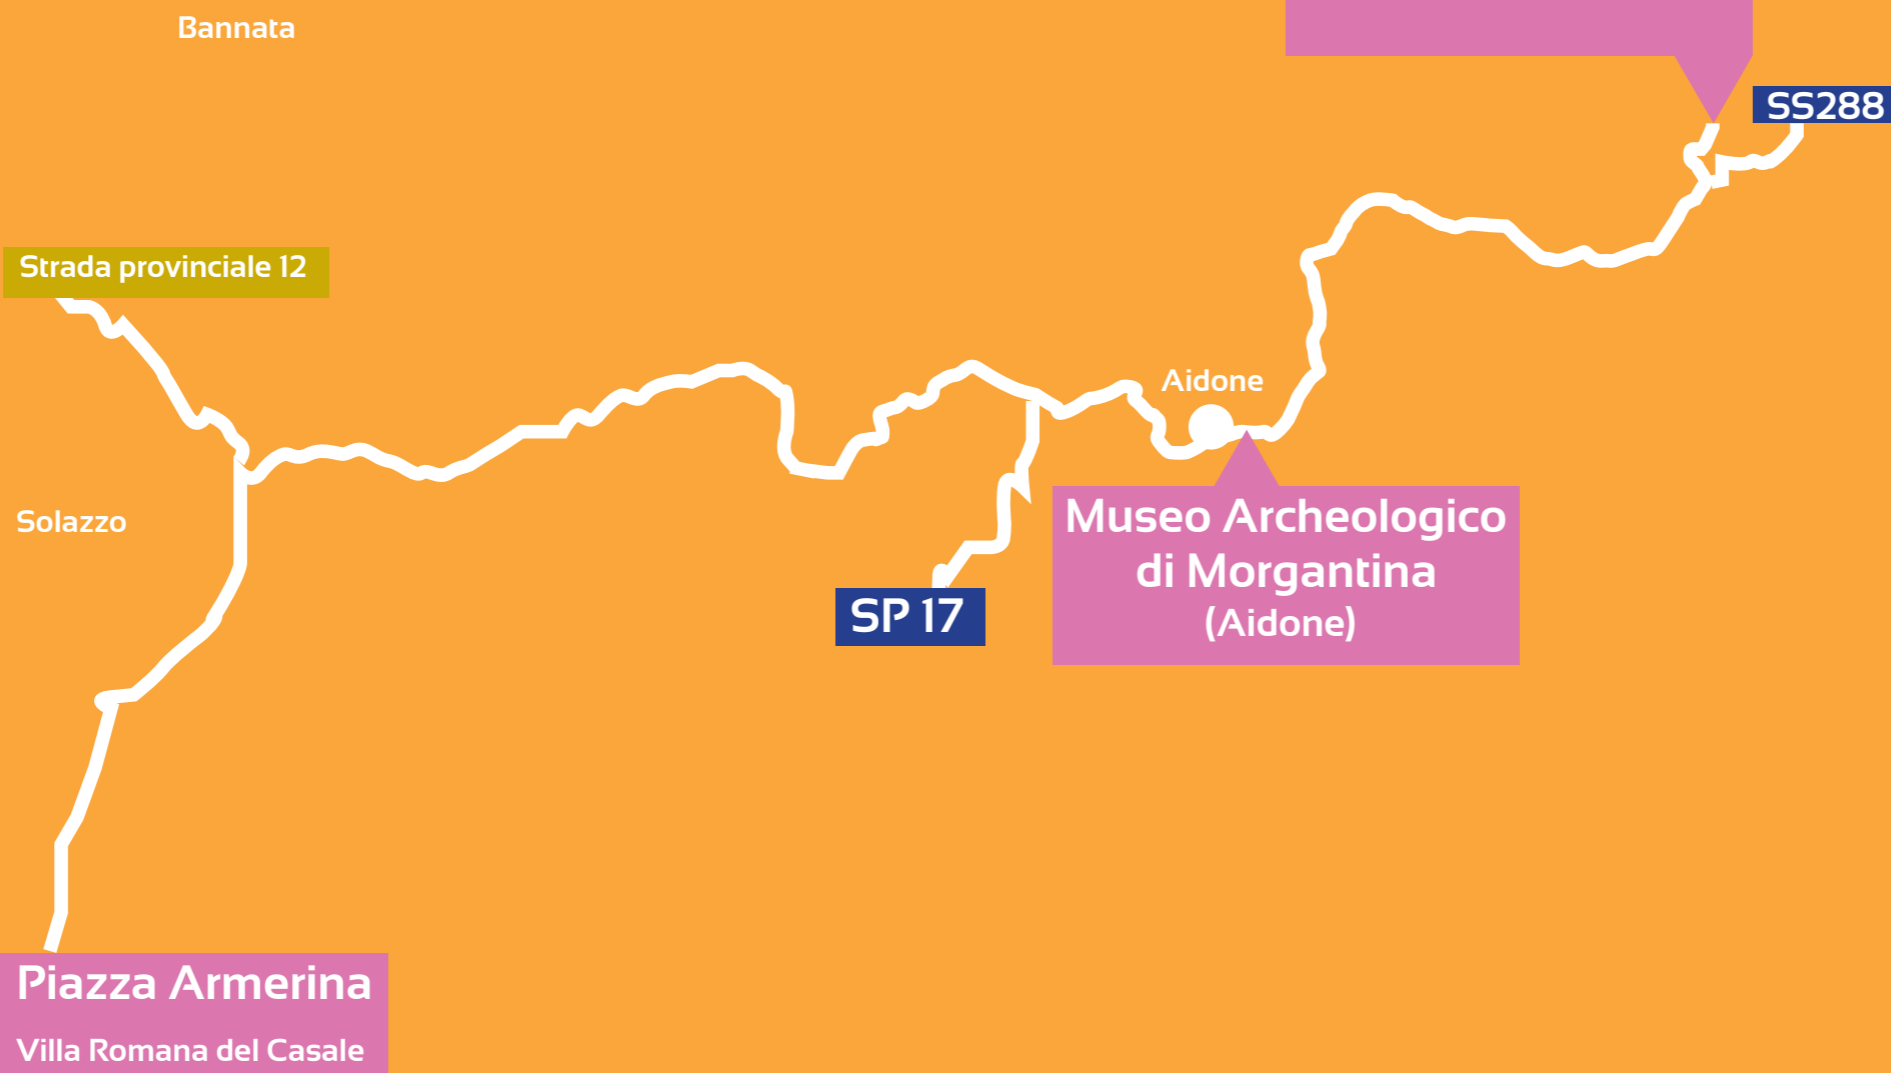 Bannata
SS288
Strada provinciale 12
Aidone
Solazzo
Museo Archeologico
di Morgantina
(Aidone)
SP 17
Piazza Armerina
Villa Romana del Casale